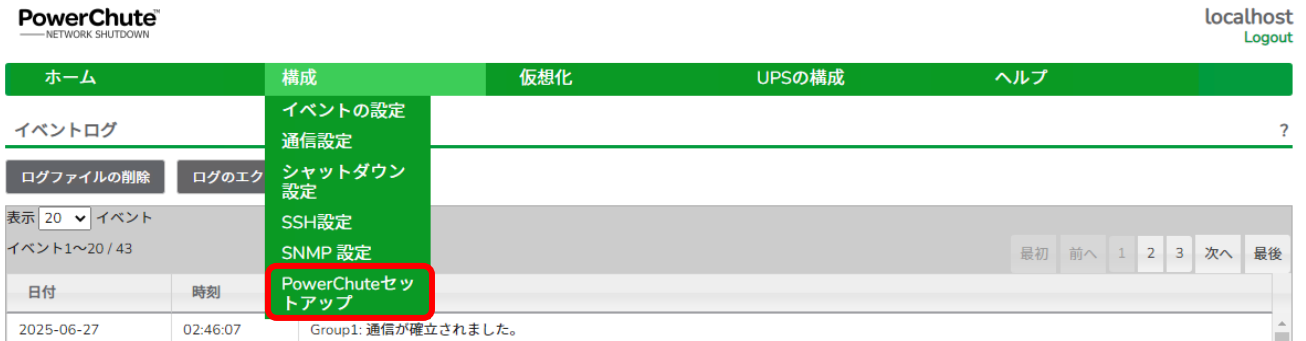 PowerChute™
NETWORK SHUTDOWN
localhost
Logout
ホーム 構成 仮想化 UPSの構成 ヘルプ
イベントの設定
通信設定
シャットダウン
設定
SSH設定
SNMP 設定
PowerChuteセッ
トアップ
イベントログ ?
ログファイルの削除 ログのエク
表示 20 イベント
イベント1～20 / 43
最初 前へ 1 2 3 次へ 最後
日付 時刻
2025-06-27 02:46:07 Group1: 通信が確立されました。